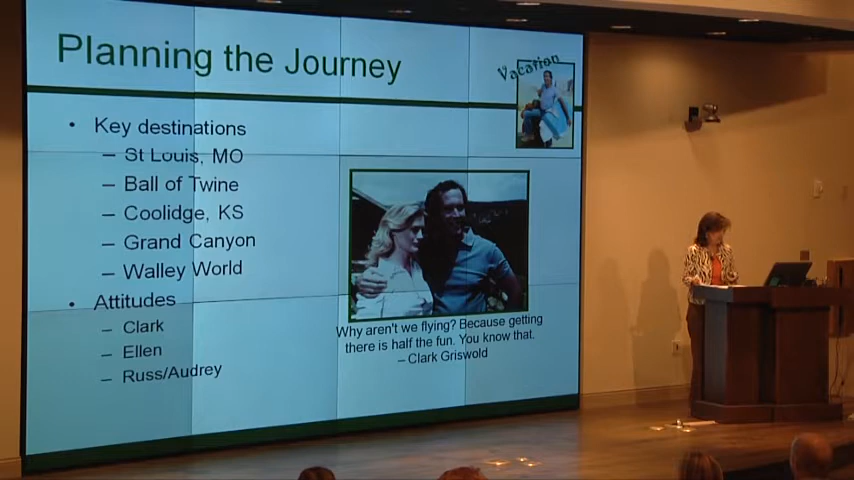 Planning the Journey
Vacation
• Key destinations
– St Louis, MO
– Ball of Twine
– Coolidge, KS
– Grand Canyon
– Walley World
• Attitudes
– Clark
– Ellen
– Russ/Audrey
Why aren't we flying? Because getting
there is half the fun. You know that.
– Clark Griswold